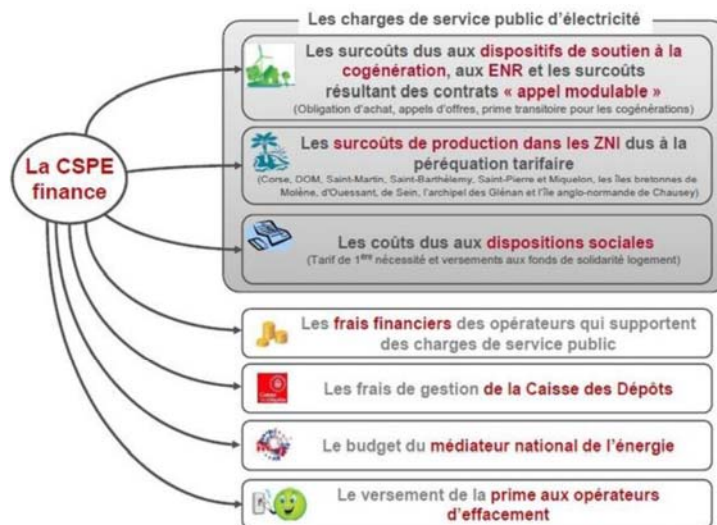 Les charges de service public d'électricité
Les surcoûts dus aux dispositifs de soutien à la
cogénération, aux ENR et les surcoûts
résultant des contrats « appel modulable »
(Obligation d'achat, appels d'offres, prime transitoire pour les cogénérations)
La CSPE
finance
Les surcoûts de production dans les ZNI dus à la
péréquation tarifaire
(Corse, DOM, Saint-Martin, Saint-Barthélemy, Saint-Pierre et Miquelon, les îles bretonnes de
Molène, d'Ouessant, de Sein, l'archipel des Glénan et l'île anglo-normande de Chausey)
Les coûts dus aux dispositions sociales
(Tarif de 1ère nécessité et versements aux fonds de solidarité logement)
Les frais financiers des opérateurs qui supportent
des charges de service public
Les frais de gestion de la Caisse des Dépôts
Le budget du médiateur national de l'énergie
Le versement de la prime aux opérateurs
d'effacement